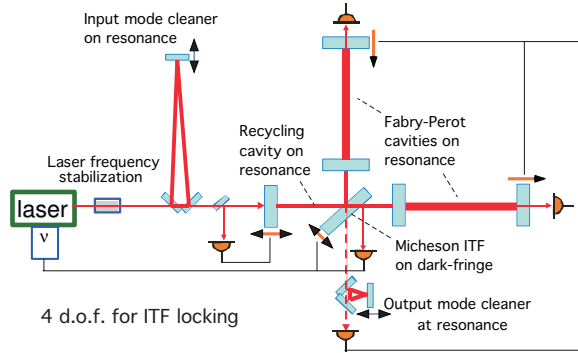 Input mode cleaner
on resonance
Recycling
cavity on
resonance
Fabry-Perot
cavities on
resonance
Laser frequency
stabilization
laser
ν
Micheson ITF
on dark-fringe
Output mode cleaner
at resonance
4 d.o.f. for ITF locking